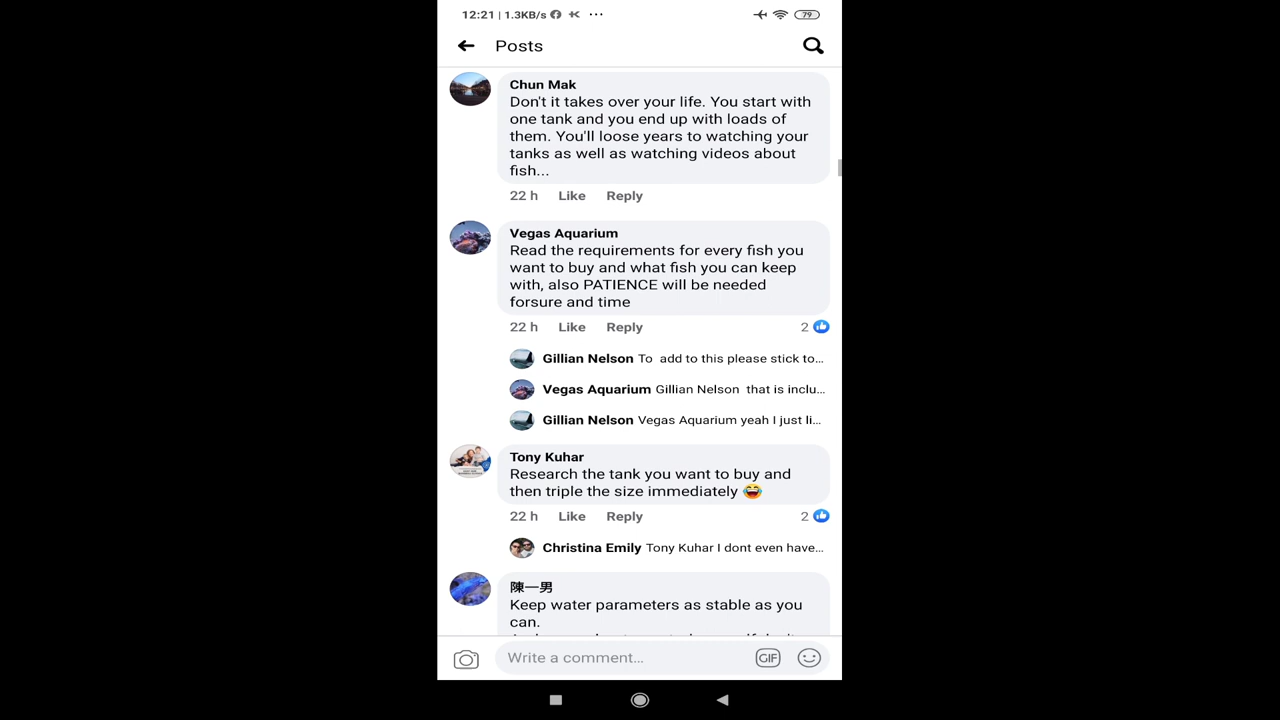 12:21 | 1.3KB/s ...
79
Posts
Chun Mak
Don't it takes over your life. You start with
one tank and you end up with loads of
them. You'll loose years to watching your
tanks as well as watching videos about
fish...
22 h Like Reply
Vegas Aquarium
Read the requirements for every fish you
want to buy and what fish you can keep
with, also PATIENCE will be needed
forsure and time
22 h Like Reply 2
Gillian Nelson To add to this please stick to...
Vegas Aquarium Gillian Nelson that is inclu...
Gillian Nelson Vegas Aquarium yeah I just li...
Tony Kuhar
Research the tank you want to buy and
then triple the size immediately 😂
22 h Like Reply 2
Christina Emily Tony Kuhar I dont even have...
陳一男
Keep water parameters as stable as you
can.
Write a comment...
GIF